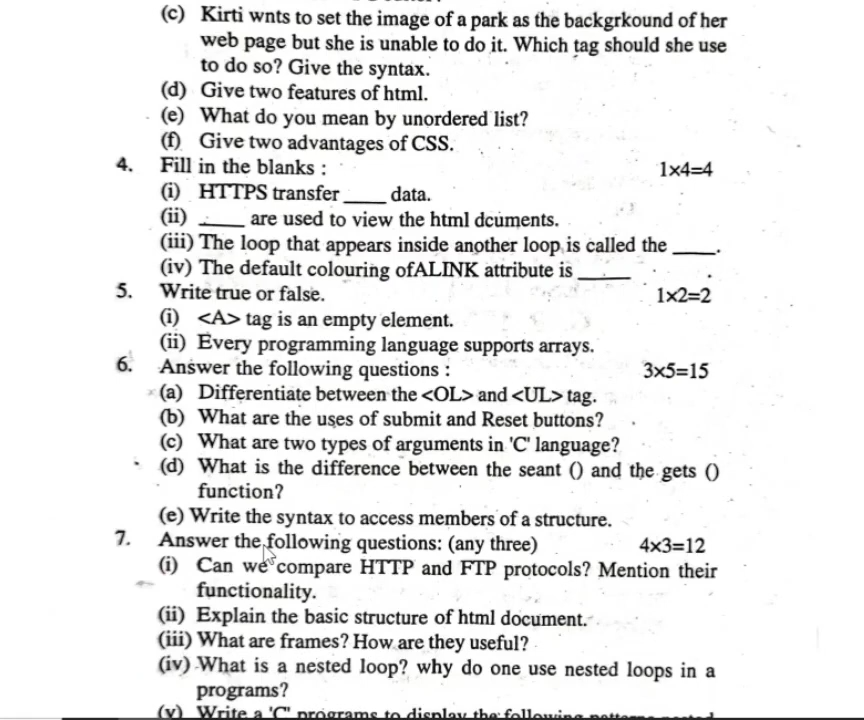 (c) Kirti wnts to set the image of a park as the backgrkound of her
web page but she is unable to do it. Which tag should she use
to do so? Give the syntax.
(d) Give two features of html.
(e) What do you mean by unordered list?
(f) Give two advantages of CSS.
4. Fill in the blanks : 1×4=4
(i) HTTPS transfer ____ data.
(ii) ____ are used to view the html dcuments.
(iii) The loop that appears inside another loop is called the ____.
(iv) The default colouring ofALINK attribute is _____
5. Write true or false. 1×2=2
(i) <A> tag is an empty element.
(ii) Every programming language supports arrays.
6. Answer the following questions : 3×5=15
(a) Differentiate between the <OL> and <UL> tag.
(b) What are the uses of submit and Reset buttons?
(c) What are two types of arguments in 'C' language?
(d) What is the difference between the seant () and the gets ()
function?
(e) Write the syntax to access members of a structure.
7. Answer the following questions: (any three) 4×3=12
(i) Can we compare HTTP and FTP protocols? Mention their
functionality.
(ii) Explain the basic structure of html document.
(iii) What are frames? How are they useful?
(iv) What is a nested loop? why do one use nested loops in a
programs?
(v) Write a 'C' programs to display the following